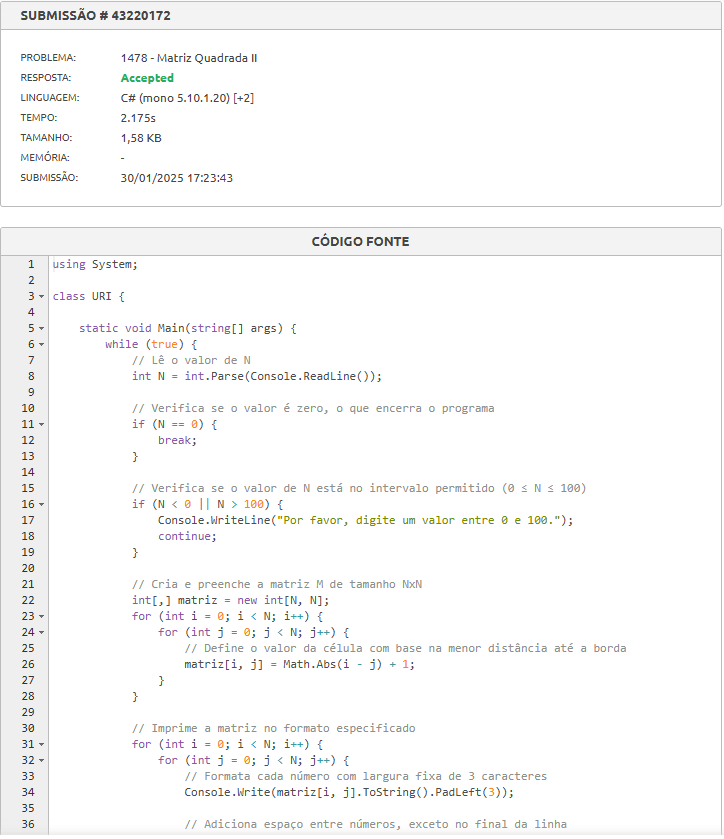 SUBMISSÃO # 43220172
PROBLEMA: 1478 - Matriz Quadrada II
RESPOSTA: Accepted
LINGUAGEM: C# (mono 5.10.1.20) [+2]
TEMPO: 2.175s
TAMANHO: 1,58 KB
MEMÓRIA: -
SUBMISSÃO: 30/01/2025 17:23:43
CÓDIGO FONTE
1 using System;
2
3 class URI {
4
5     static void Main(string[] args) {
6         while (true) {
7             // Lê o valor de N
8             int N = int.Parse(Console.ReadLine());
9
10             // Verifica se o valor é zero, o que encerra o programa
11             if (N == 0) {
12                 break;
13             }
14
15             // Verifica se o valor de N está no intervalo permitido (0 ≤ N ≤ 100)
16             if (N < 0 || N > 100) {
17                 Console.WriteLine("Por favor, digite um valor entre 0 e 100.");
18                 continue;
19             }
20
21             // Cria e preenche a matriz M de tamanho NxN
22             int[,] matriz = new int[N, N];
23             for (int i = 0; i < N; i++) {
24                 for (int j = 0; j < N; j++) {
25                     // Define o valor da célula com base na menor distância até a borda
26                     matriz[i, j] = Math.Abs(i - j) + 1;
27                 }
28             }
29
30             // Imprime a matriz no formato especificado
31             for (int i = 0; i < N; i++) {
32                 for (int j = 0; j < N; j++) {
33                     // Formata cada número com largura fixa de 3 caracteres
34                     Console.Write(matriz[i, j].ToString().PadLeft(3));
35
36                     // Adiciona espaço entre números, exceto no final da linha